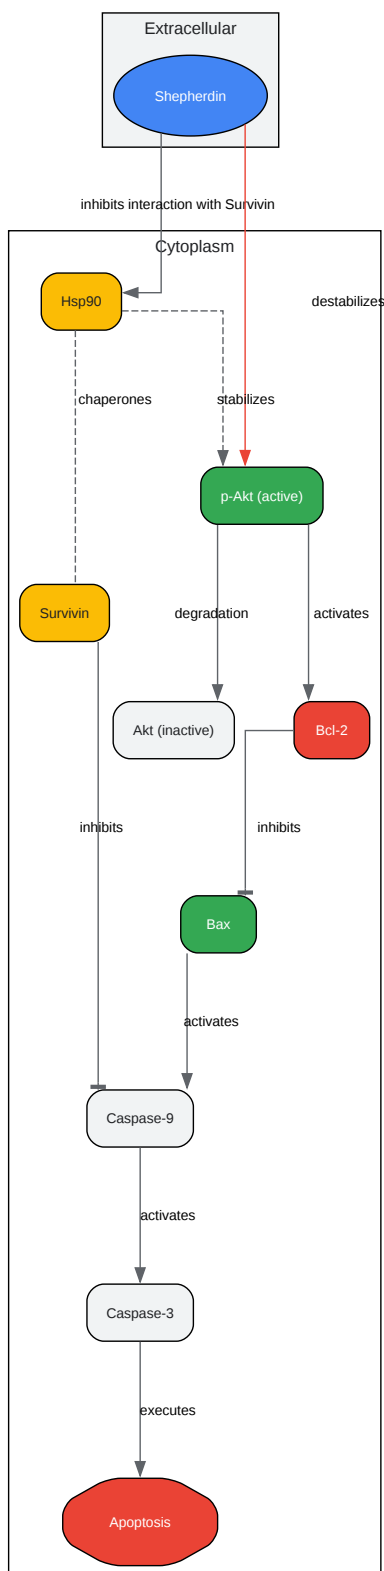 Extracellular
Shepherdin
inhibits interaction with Survivin
Cytoplasm
Hsp90
destabilizes
chaperones
stabilizes
p-Akt (active)
Survivin
degradation
activates
Akt (inactive)
Bcl-2
inhibits
inhibits
Bax
activates
Caspase-9
activates
Caspase-3
executes
Apoptosis